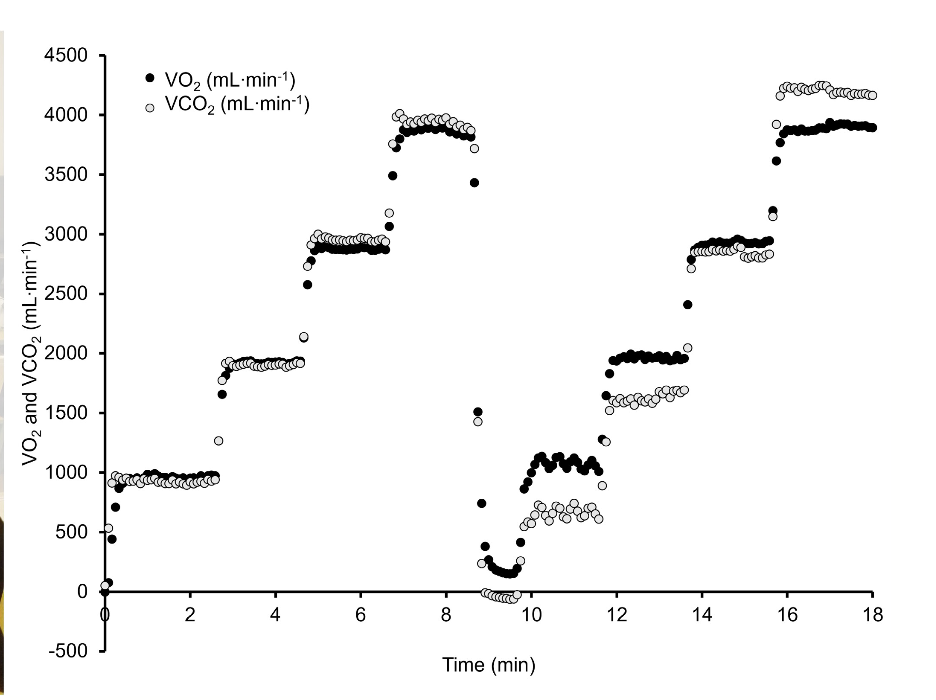 4500
4000
3500
3000
2500
2000
1500
1000
500
0
-500
VO₂ and VCO₂ (mL·min⁻¹)
VO₂ (mL·min⁻¹)
VCO₂ (mL·min⁻¹)
0 2 4 6 8 10 12 14 16 18
Time (min)